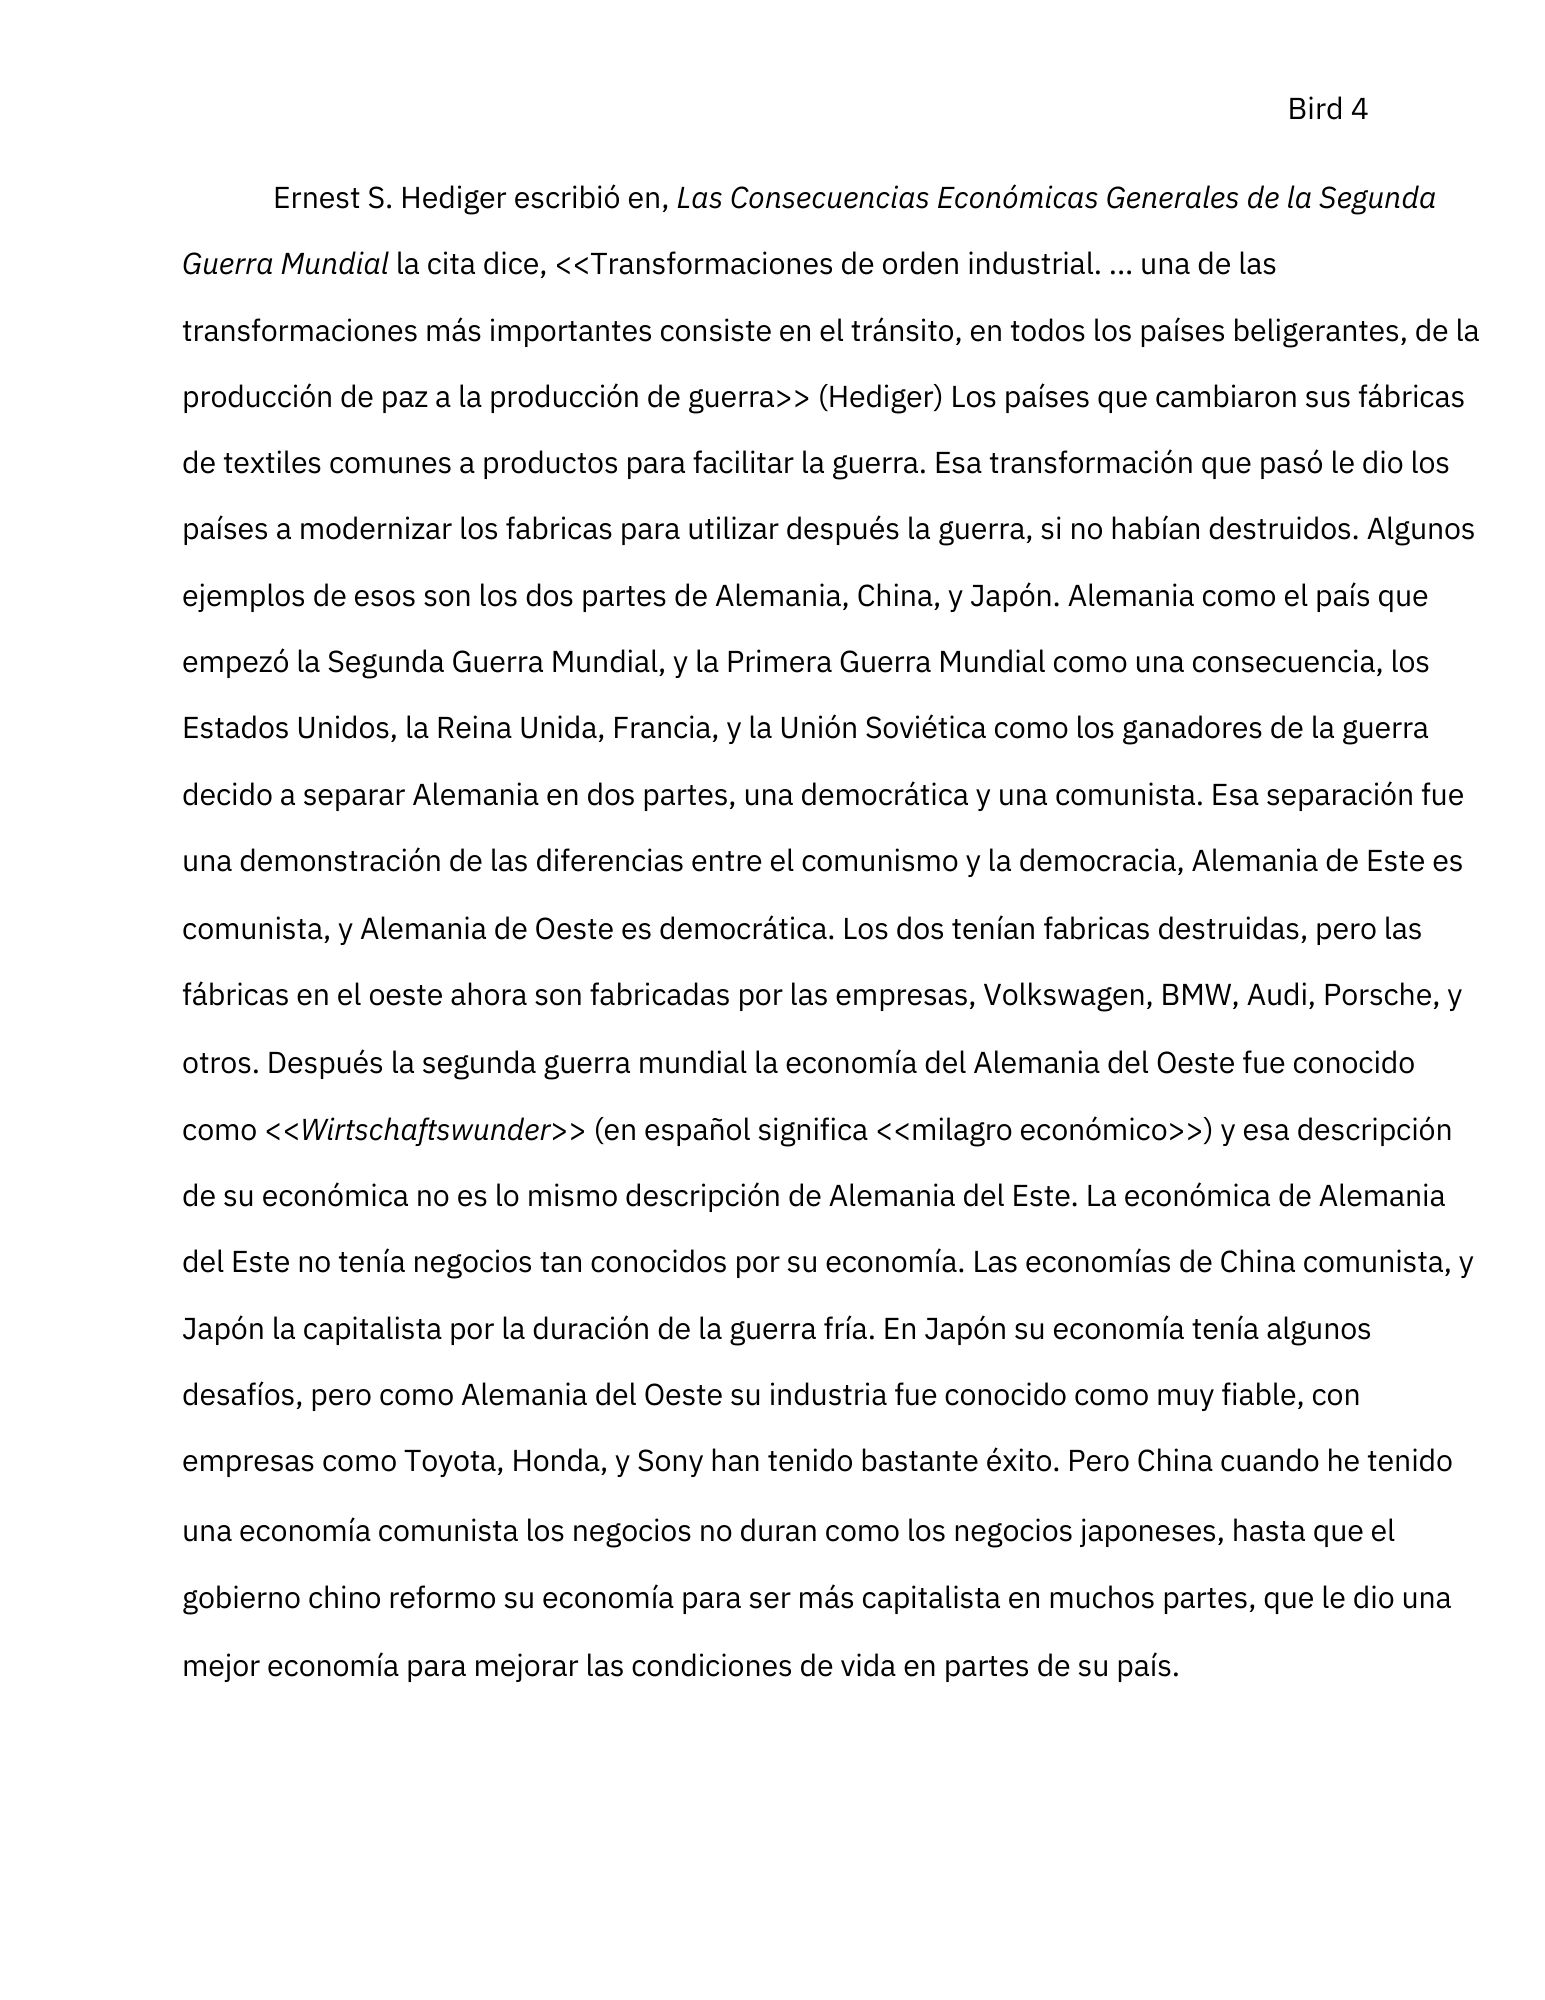 Bird 4
Ernest S. Hediger escribió en, Las Consecuencias Económicas Generales de la Segunda
Guerra Mundial la cita dice, <<Transformaciones de orden industrial. ... una de las
transformaciones más importantes consiste en el tránsito, en todos los países beligerantes, de la
producción de paz a la producción de guerra>> (Hediger) Los países que cambiaron sus fábricas
de textiles comunes a productos para facilitar la guerra. Esa transformación que pasó le dio los
países a modernizar los fabricas para utilizar después la guerra, si no habían destruidos. Algunos
ejemplos de esos son los dos partes de Alemania, China, y Japón. Alemania como el país que
empezó la Segunda Guerra Mundial, y la Primera Guerra Mundial como una consecuencia, los
Estados Unidos, la Reina Unida, Francia, y la Unión Soviética como los ganadores de la guerra
decido a separar Alemania en dos partes, una democrática y una comunista. Esa separación fue
una demonstración de las diferencias entre el comunismo y la democracia, Alemania de Este es
comunista, y Alemania de Oeste es democrática. Los dos tenían fabricas destruidas, pero las
fábricas en el oeste ahora son fabricadas por las empresas, Volkswagen, BMW, Audi, Porsche, y
otros. Después la segunda guerra mundial la economía del Alemania del Oeste fue conocido
como <<Wirtschaftswunder>> (en español significa <<milagro económico>>) y esa descripción
de su económica no es lo mismo descripción de Alemania del Este. La económica de Alemania
del Este no tenía negocios tan conocidos por su economía. Las economías de China comunista, y
Japón la capitalista por la duración de la guerra fría. En Japón su economía tenía algunos
desafíos, pero como Alemania del Oeste su industria fue conocido como muy fiable, con
empresas como Toyota, Honda, y Sony han tenido bastante éxito. Pero China cuando he tenido
una economía comunista los negocios no duran como los negocios japoneses, hasta que el
gobierno chino reformo su economía para ser más capitalista en muchos partes, que le dio una
mejor economía para mejorar las condiciones de vida en partes de su país.